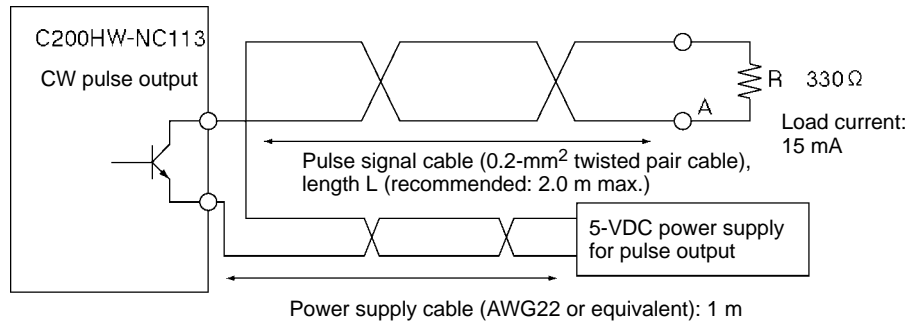 C200HW-NC113
CW pulse output
A
R 330 Ω
Load current:
15 mA
Pulse signal cable (0.2-mm² twisted pair cable),
length L (recommended: 2.0 m max.)
5-VDC power supply
for pulse output
Power supply cable (AWG22 or equivalent): 1 m